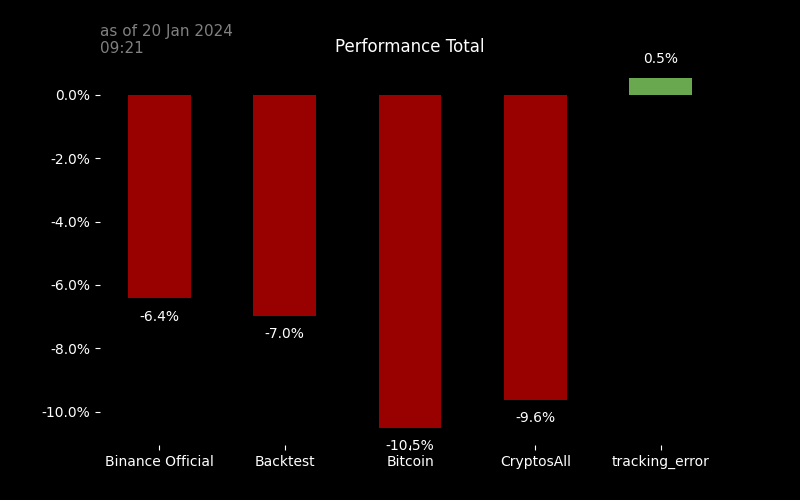 as of 20 Jan 2024
09:21
Performance Total
0.5%
0.0%
-2.0%
-4.0%
-6.0%
-8.0%
-10.0%
-6.4%
-7.0%
-10.5%
-9.6%
Binance Official
Backtest
Bitcoin
CryptosAll
tracking_error